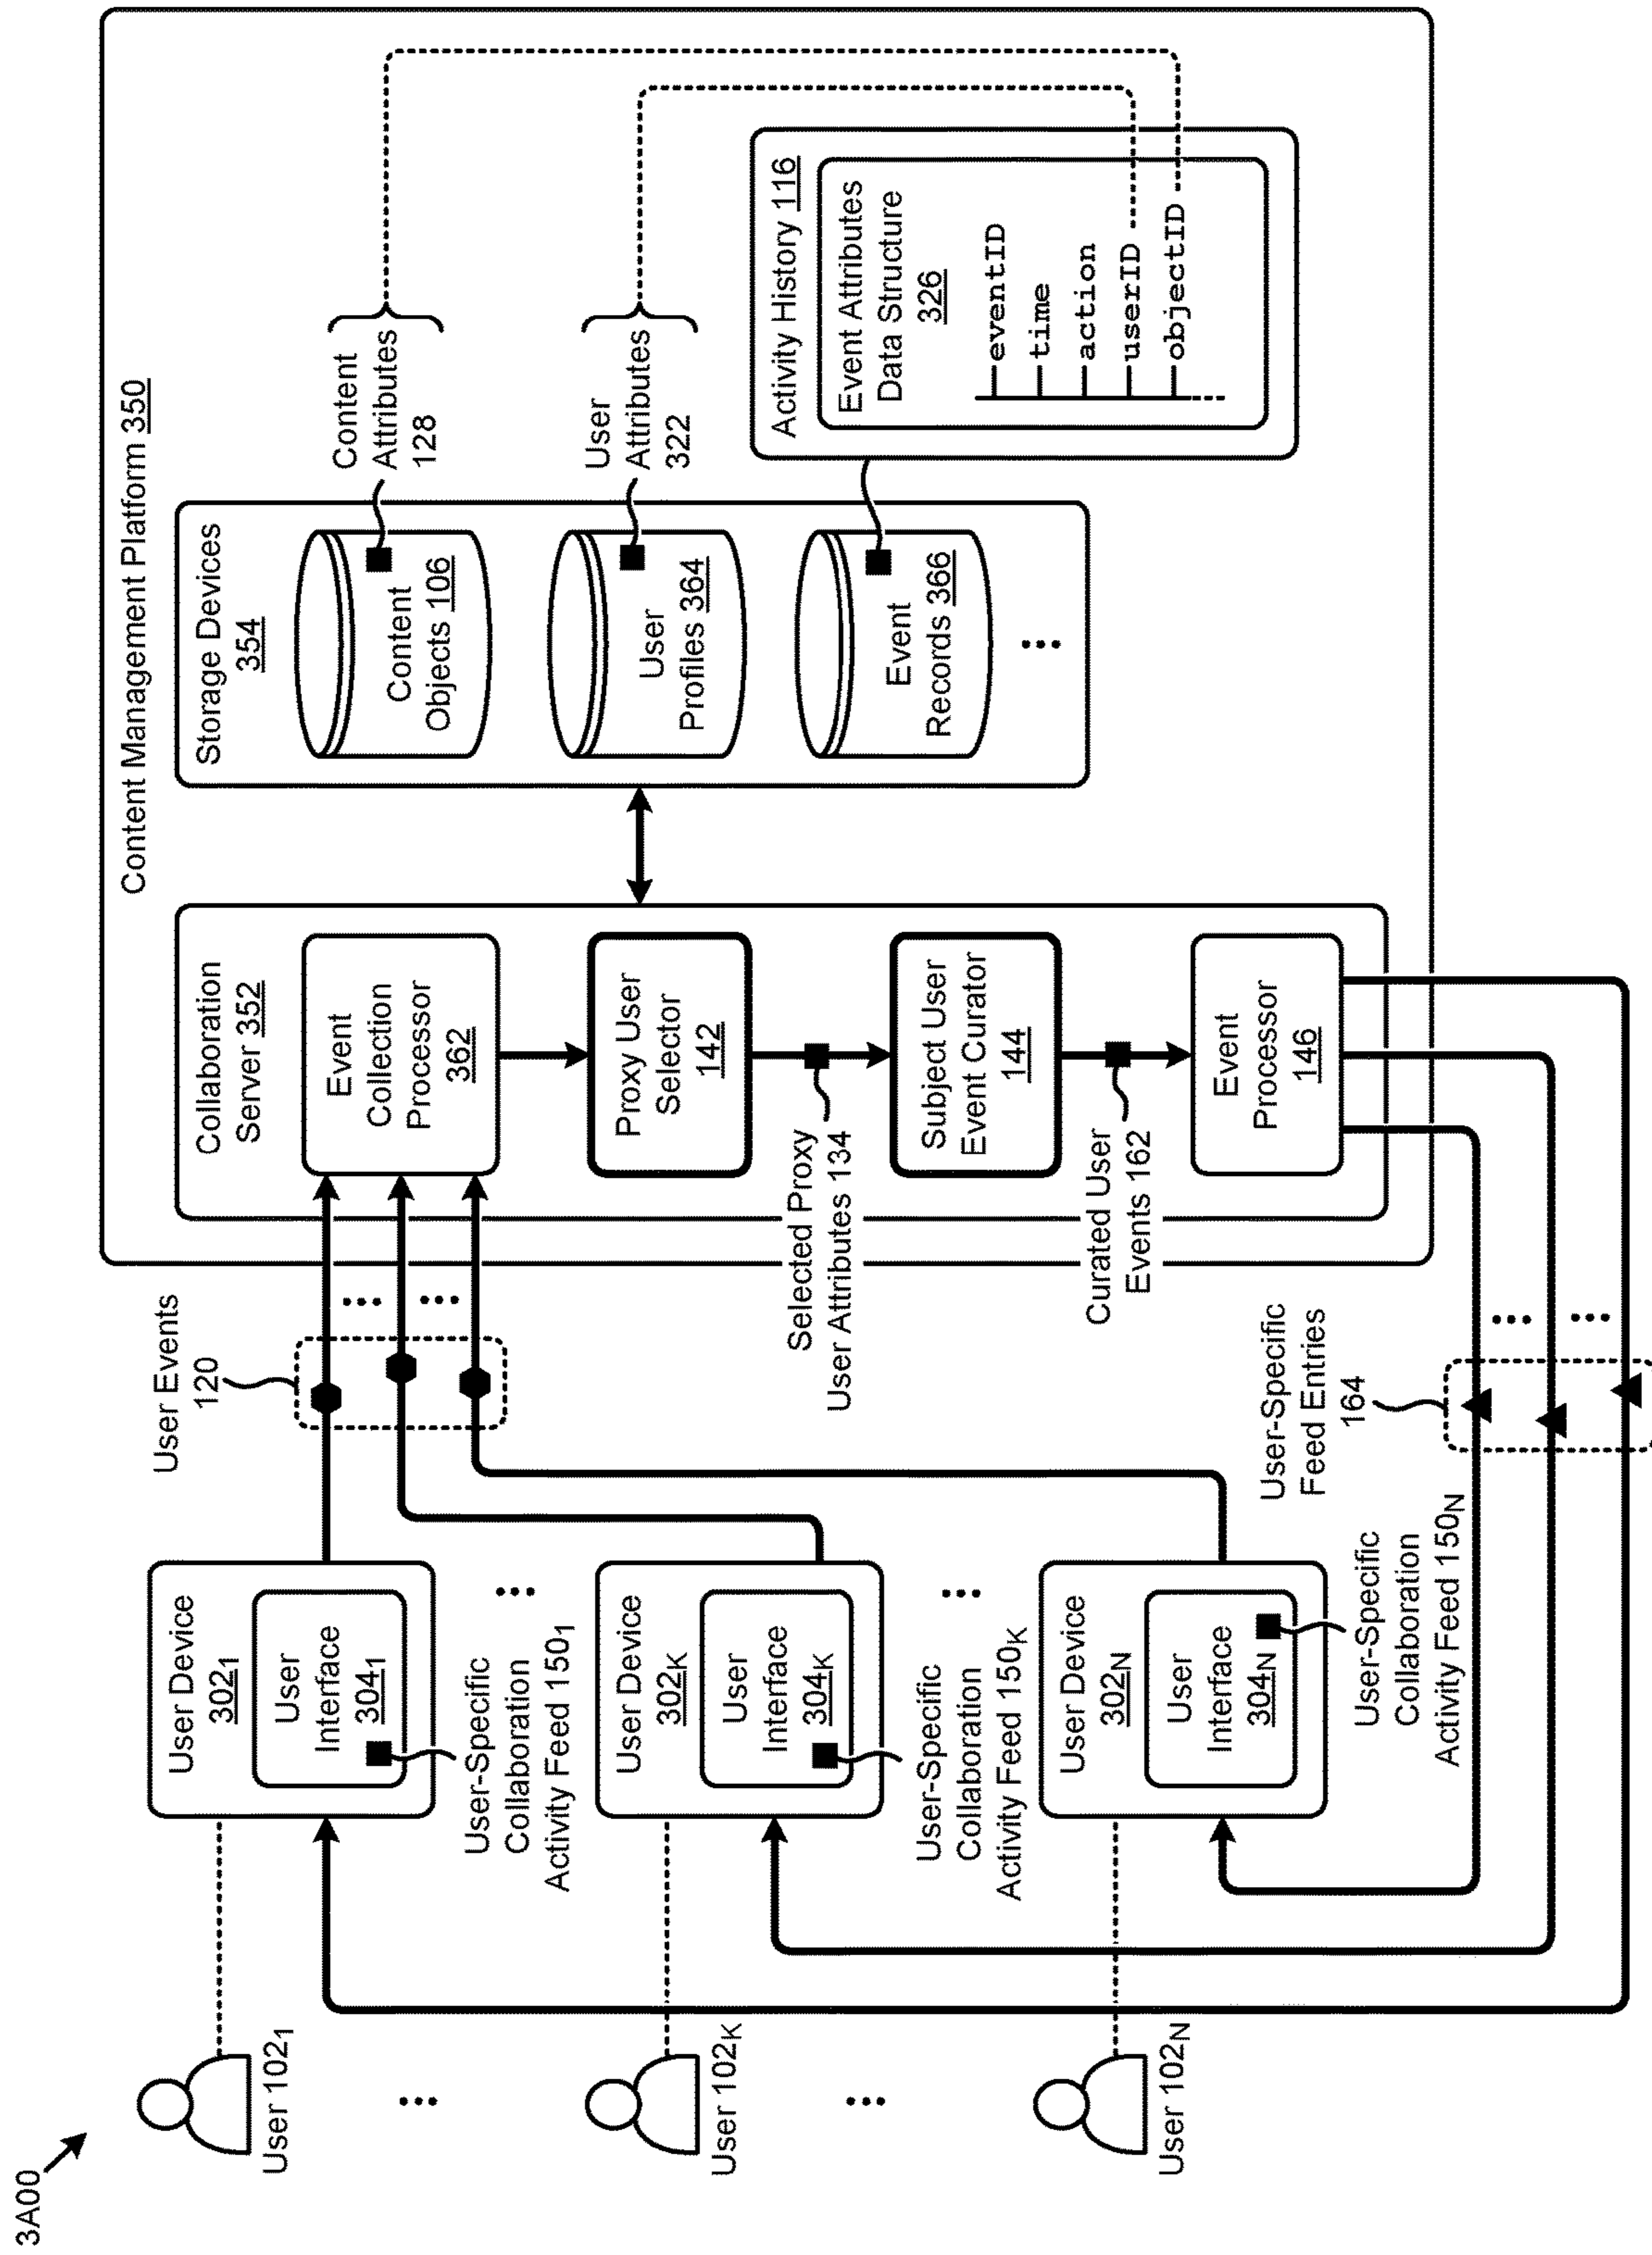 3A00
Content Management Platform 350
User 102₁
User Device
302₁
User
Interface
304₁
User-Specific
Collaboration
Activity Feed 150₁
...
User 102K
User Device
302K
User
Interface
304K
User-Specific
Collaboration
Activity Feed 150K
...
User 102N
User Device
302N
User
Interface
304N
User-Specific
Collaboration
Activity Feed 150N
User Events
120
...
...
Collaboration
Server 352
Event
Collection
Processor
362
Proxy User
Selector
142
Selected Proxy
User Attributes 134
Subject User
Event Curator
144
Curated User
Events 162
Event
Processor
146
User-Specific
Feed Entries
164
...
...
Storage Devices
354
Content
Objects 106
User
Profiles 364
Event
Records 366
...
Content
Attributes
128
User
Attributes
322
Activity History 116
Event Attributes
Data Structure
326
eventID
time
action
userID
objectID
...
...